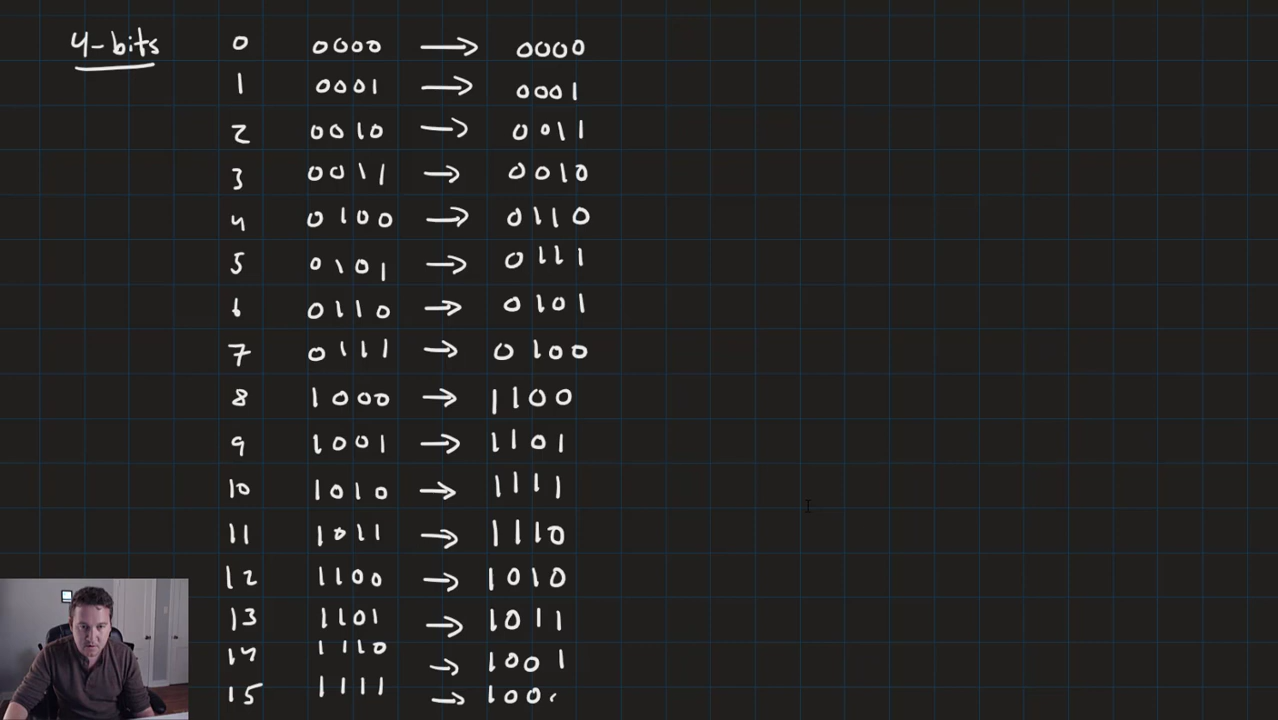 4-bits 0 0000 → 0000
1 0001 → 0001
2 0010 → 0011
3 0011 → 0010
4 0100 → 0110
5 0101 → 0111
6 0110 → 0101
7 0111 → 0100
8 1000 → 1100
9 1001 → 1101
10 1010 → 1111
11 1011 → 1110
12 1100 → 1010
13 1101 → 1011
14 1110 → 1001
15 1111 → 100